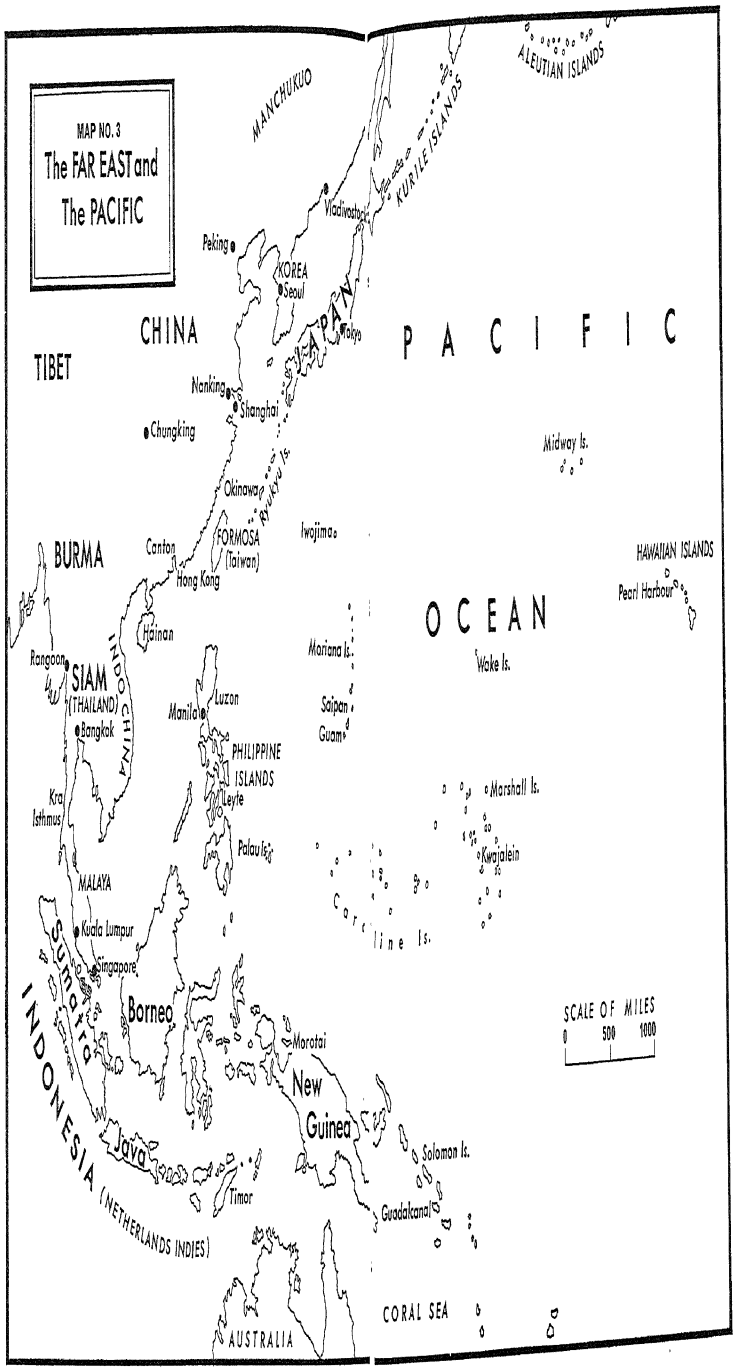 MAP NO. 3
The FAR EAST and
The PACIFIC
MANCHUKUO
ALEUTIAN ISLANDS
KURILE ISLANDS
Vladivostock
Peking
KOREA
Seoul
JAPAN
Tokyo
CHINA
TIBET
PACIFIC
Nanking
Shanghai
Chungking
Midway Is.
Okinawa
Ryukyu Is.
Iwojima
FORMOSA
(Taiwan)
Canton
Hong Kong
BURMA
HAWAIIAN ISLANDS
Pearl Harbour
OCEAN
Hainan
INDO CHINA
Mariana Is.
Wake Is.
Rangoon
SIAM
(THAILAND)
Bangkok
Luzon
Manila
Saipan
Guam
PHILIPPINE
ISLANDS
Leyte
Kra
Isthmus
Marshall Is.
Palau Is.
Kwajalein
MALAYA
Caroline Is.
Kuala Lumpur
Singapore
Sumatra
Borneo
SCALE OF MILES
0 500 1000
Morotai
New
Guinea
INDONESIA
(NETHERLANDS INDIES)
Java
Timor
Solomon Is.
Guadakanal
CORAL SEA
AUSTRALIA